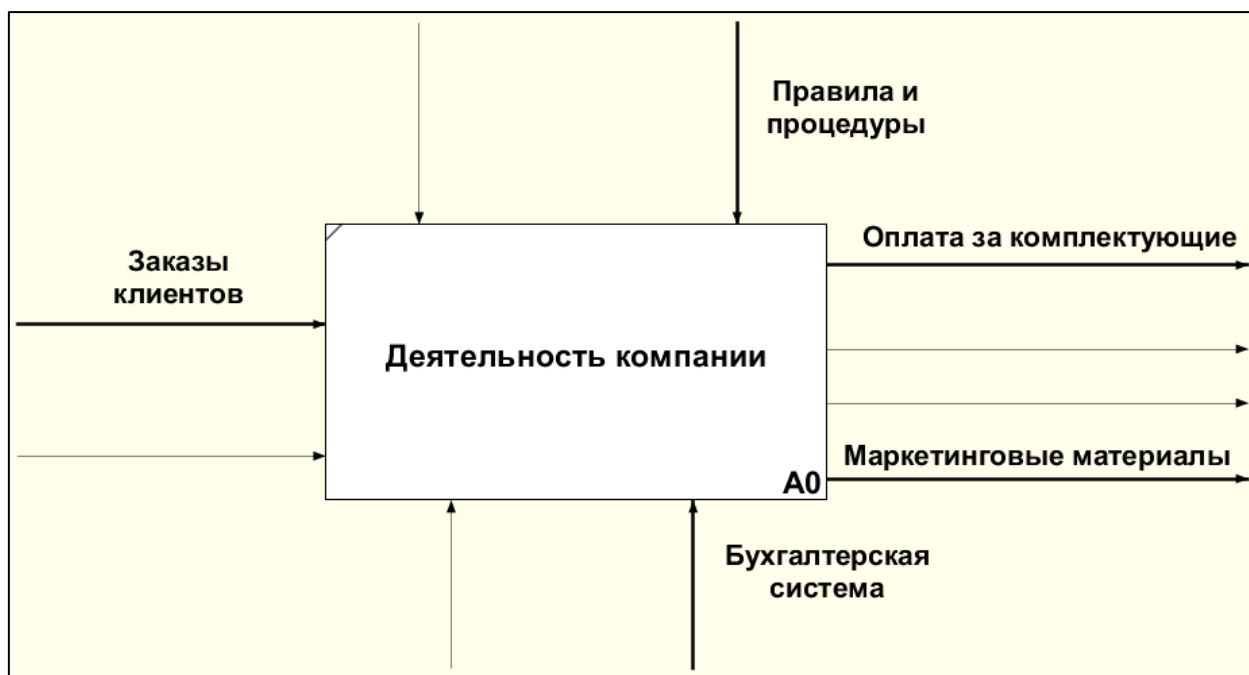 Правила и
процедуры
Оплата за комплектующие
Заказы
клиентов
Деятельность компании
Маркетинговые материалы
A0
Бухгалтерская
система